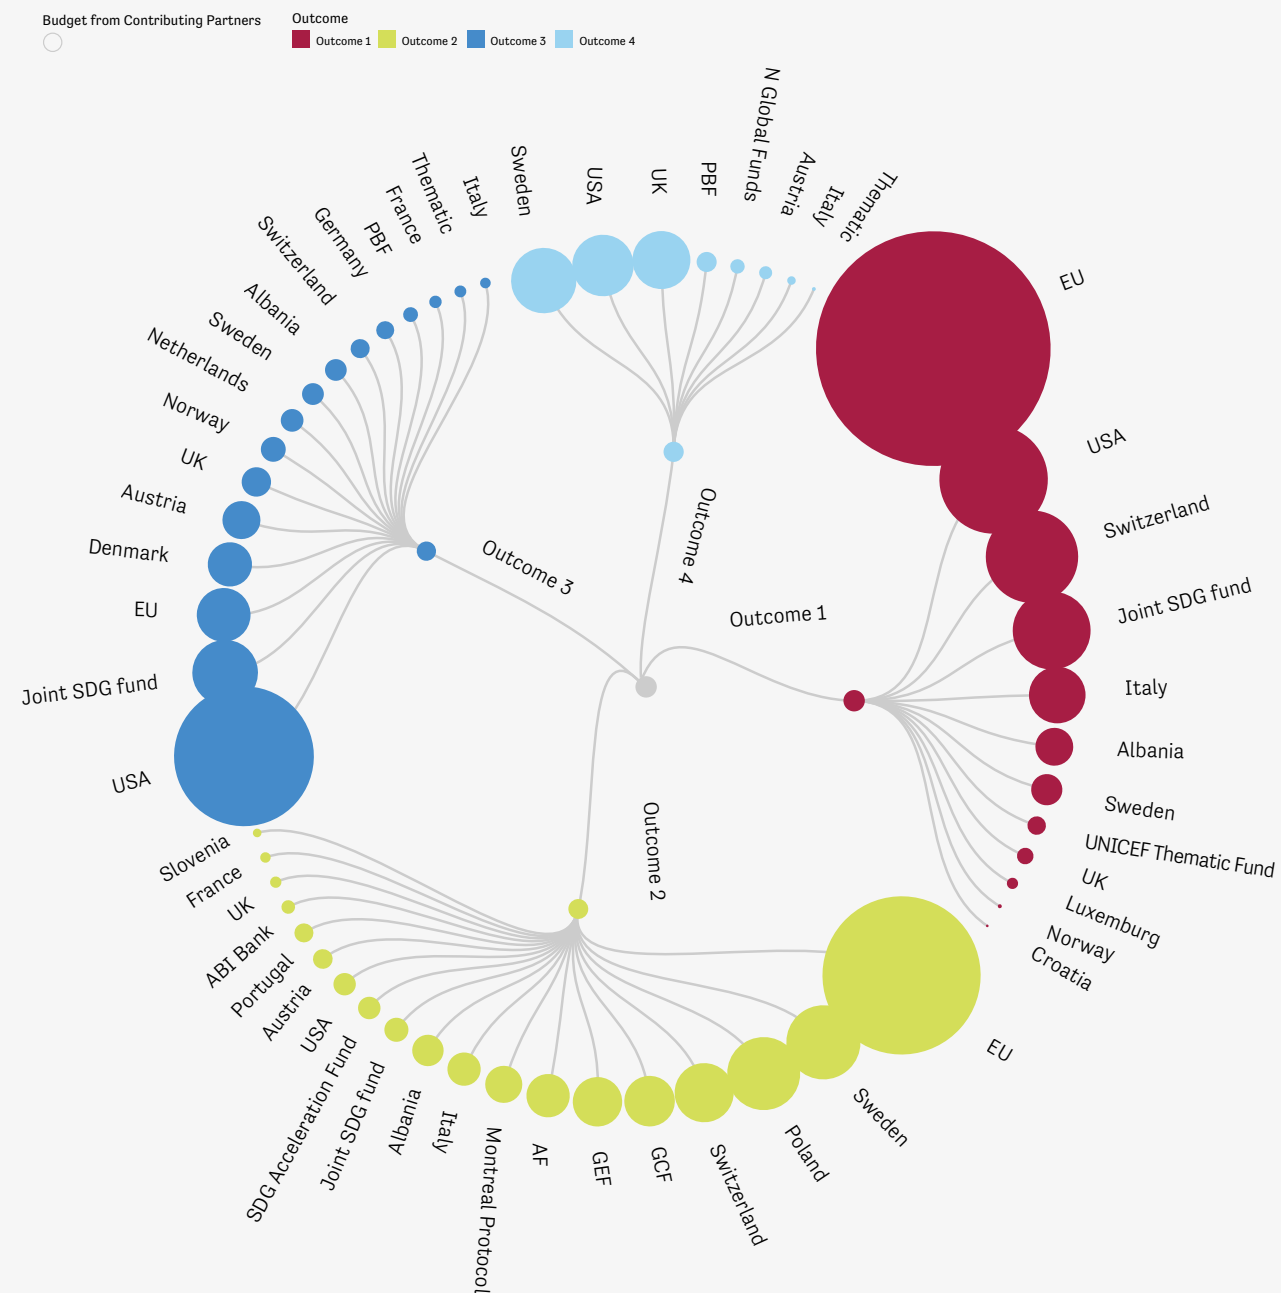 Budget from Contributing Partners
Outcome
Outcome 1
Outcome 2
Outcome 3
Outcome 4
Sweden
USA
UK
PBF
N Global Funds
Austria
Italy
Thematic
Outcome 4
EU
USA
Switzerland
Joint SDG fund
Italy
Albania
Sweden
UNICEF Thematic Fund
UK
Luxemburg
Norway
Croatia
Outcome 1
EU
Sweden
Poland
Switzerland
GCF
GEF
AF
Montreal Protocol
Italy
Albania
Joint SDG fund
SDG Acceleration Fund
USA
Austria
Portugal
ABI Bank
UK
France
Slovenia
Outcome 2
USA
Joint SDG fund
EU
Denmark
Austria
UK
Norway
Netherlands
Sweden
Albania
Switzerland
Germany
PBF
France
Thematic
Italy
Outcome 3